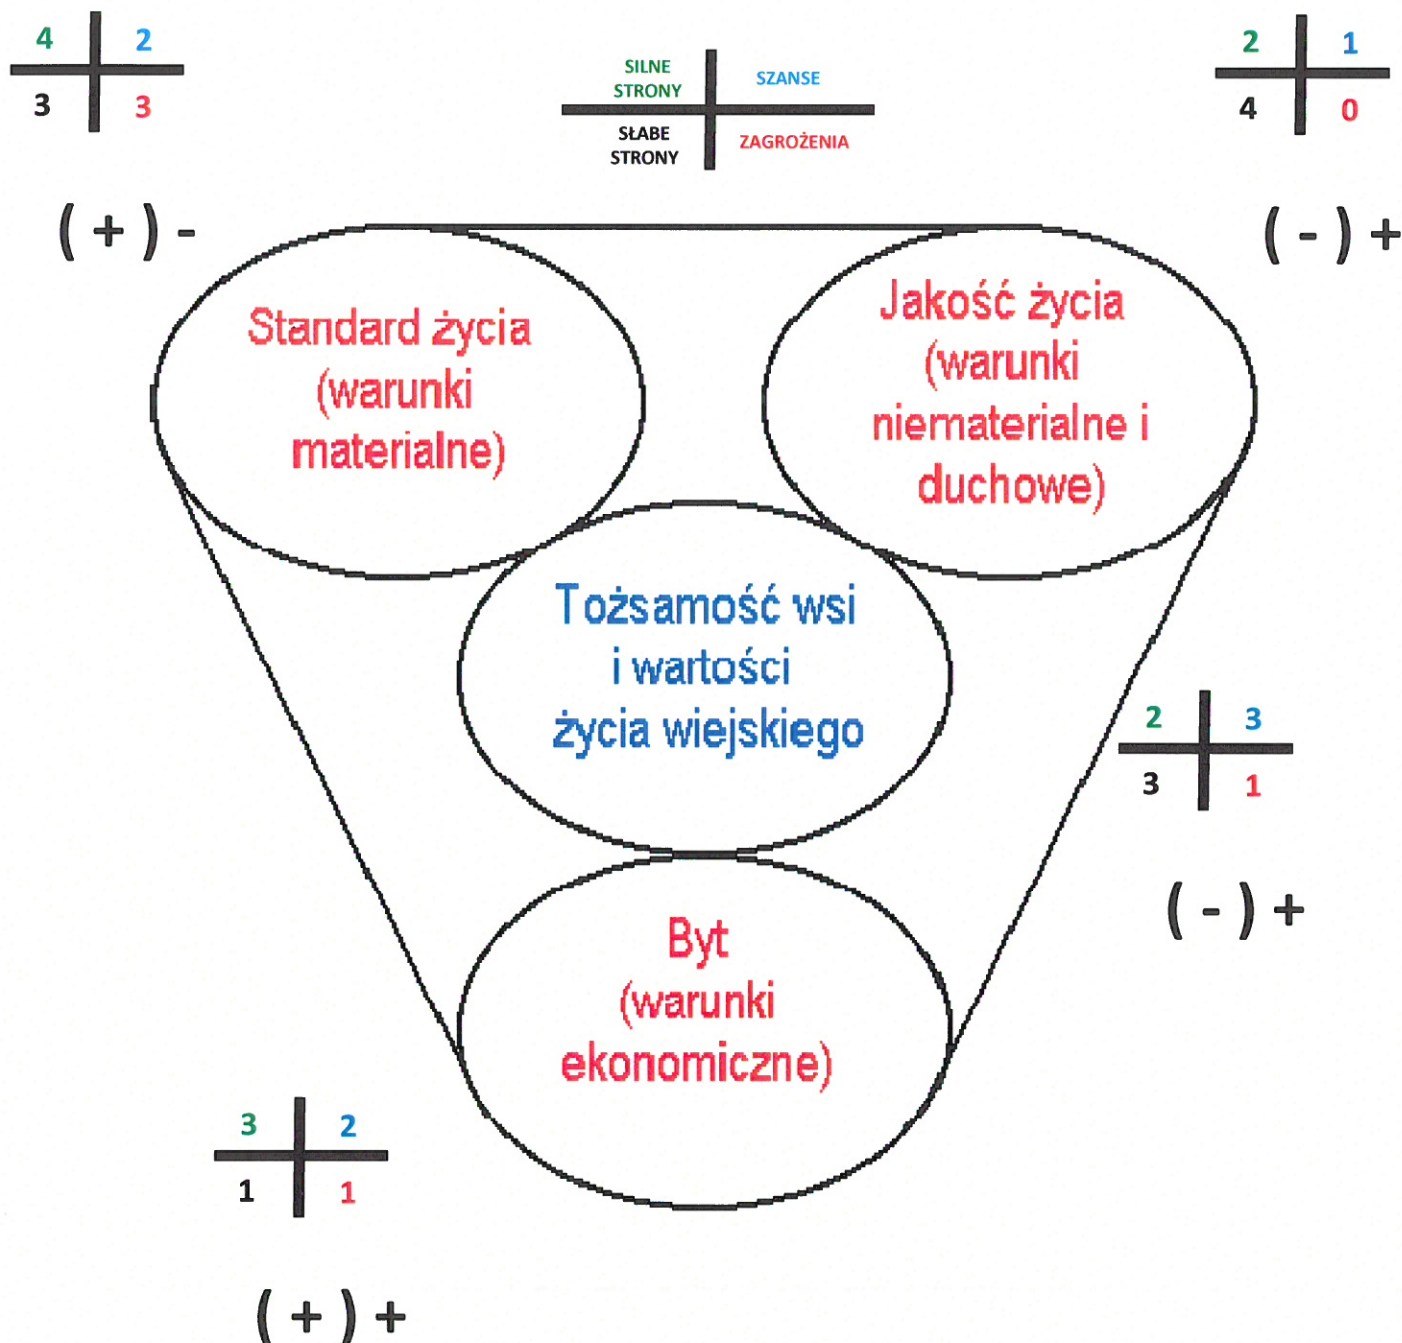 4 2
3 3
( + ) -
SILNE
STRONY
SZANSE
SŁABE
STRONY
ZAGROŻENIA
2 1
4 0
( - ) +
Standard życia
(warunki
materialne)
Jakość życia
(warunki
niematerialne i
duchowe)
Tożsamość wsi
i wartości
życia wiejskiego
2 3
3 1
( - ) +
Byt
(warunki
ekonomiczne)
3 2
1 1
( + ) +